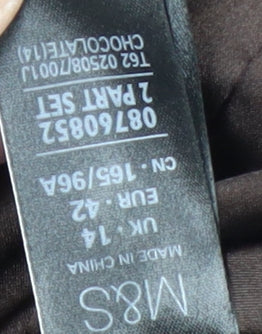 M&S
MADE IN CHINA
UK • 14
EUR • 42
CN • 165/96A
08760852
2 PART SET
T62 02508/7001J
CHOCOLATE(14)